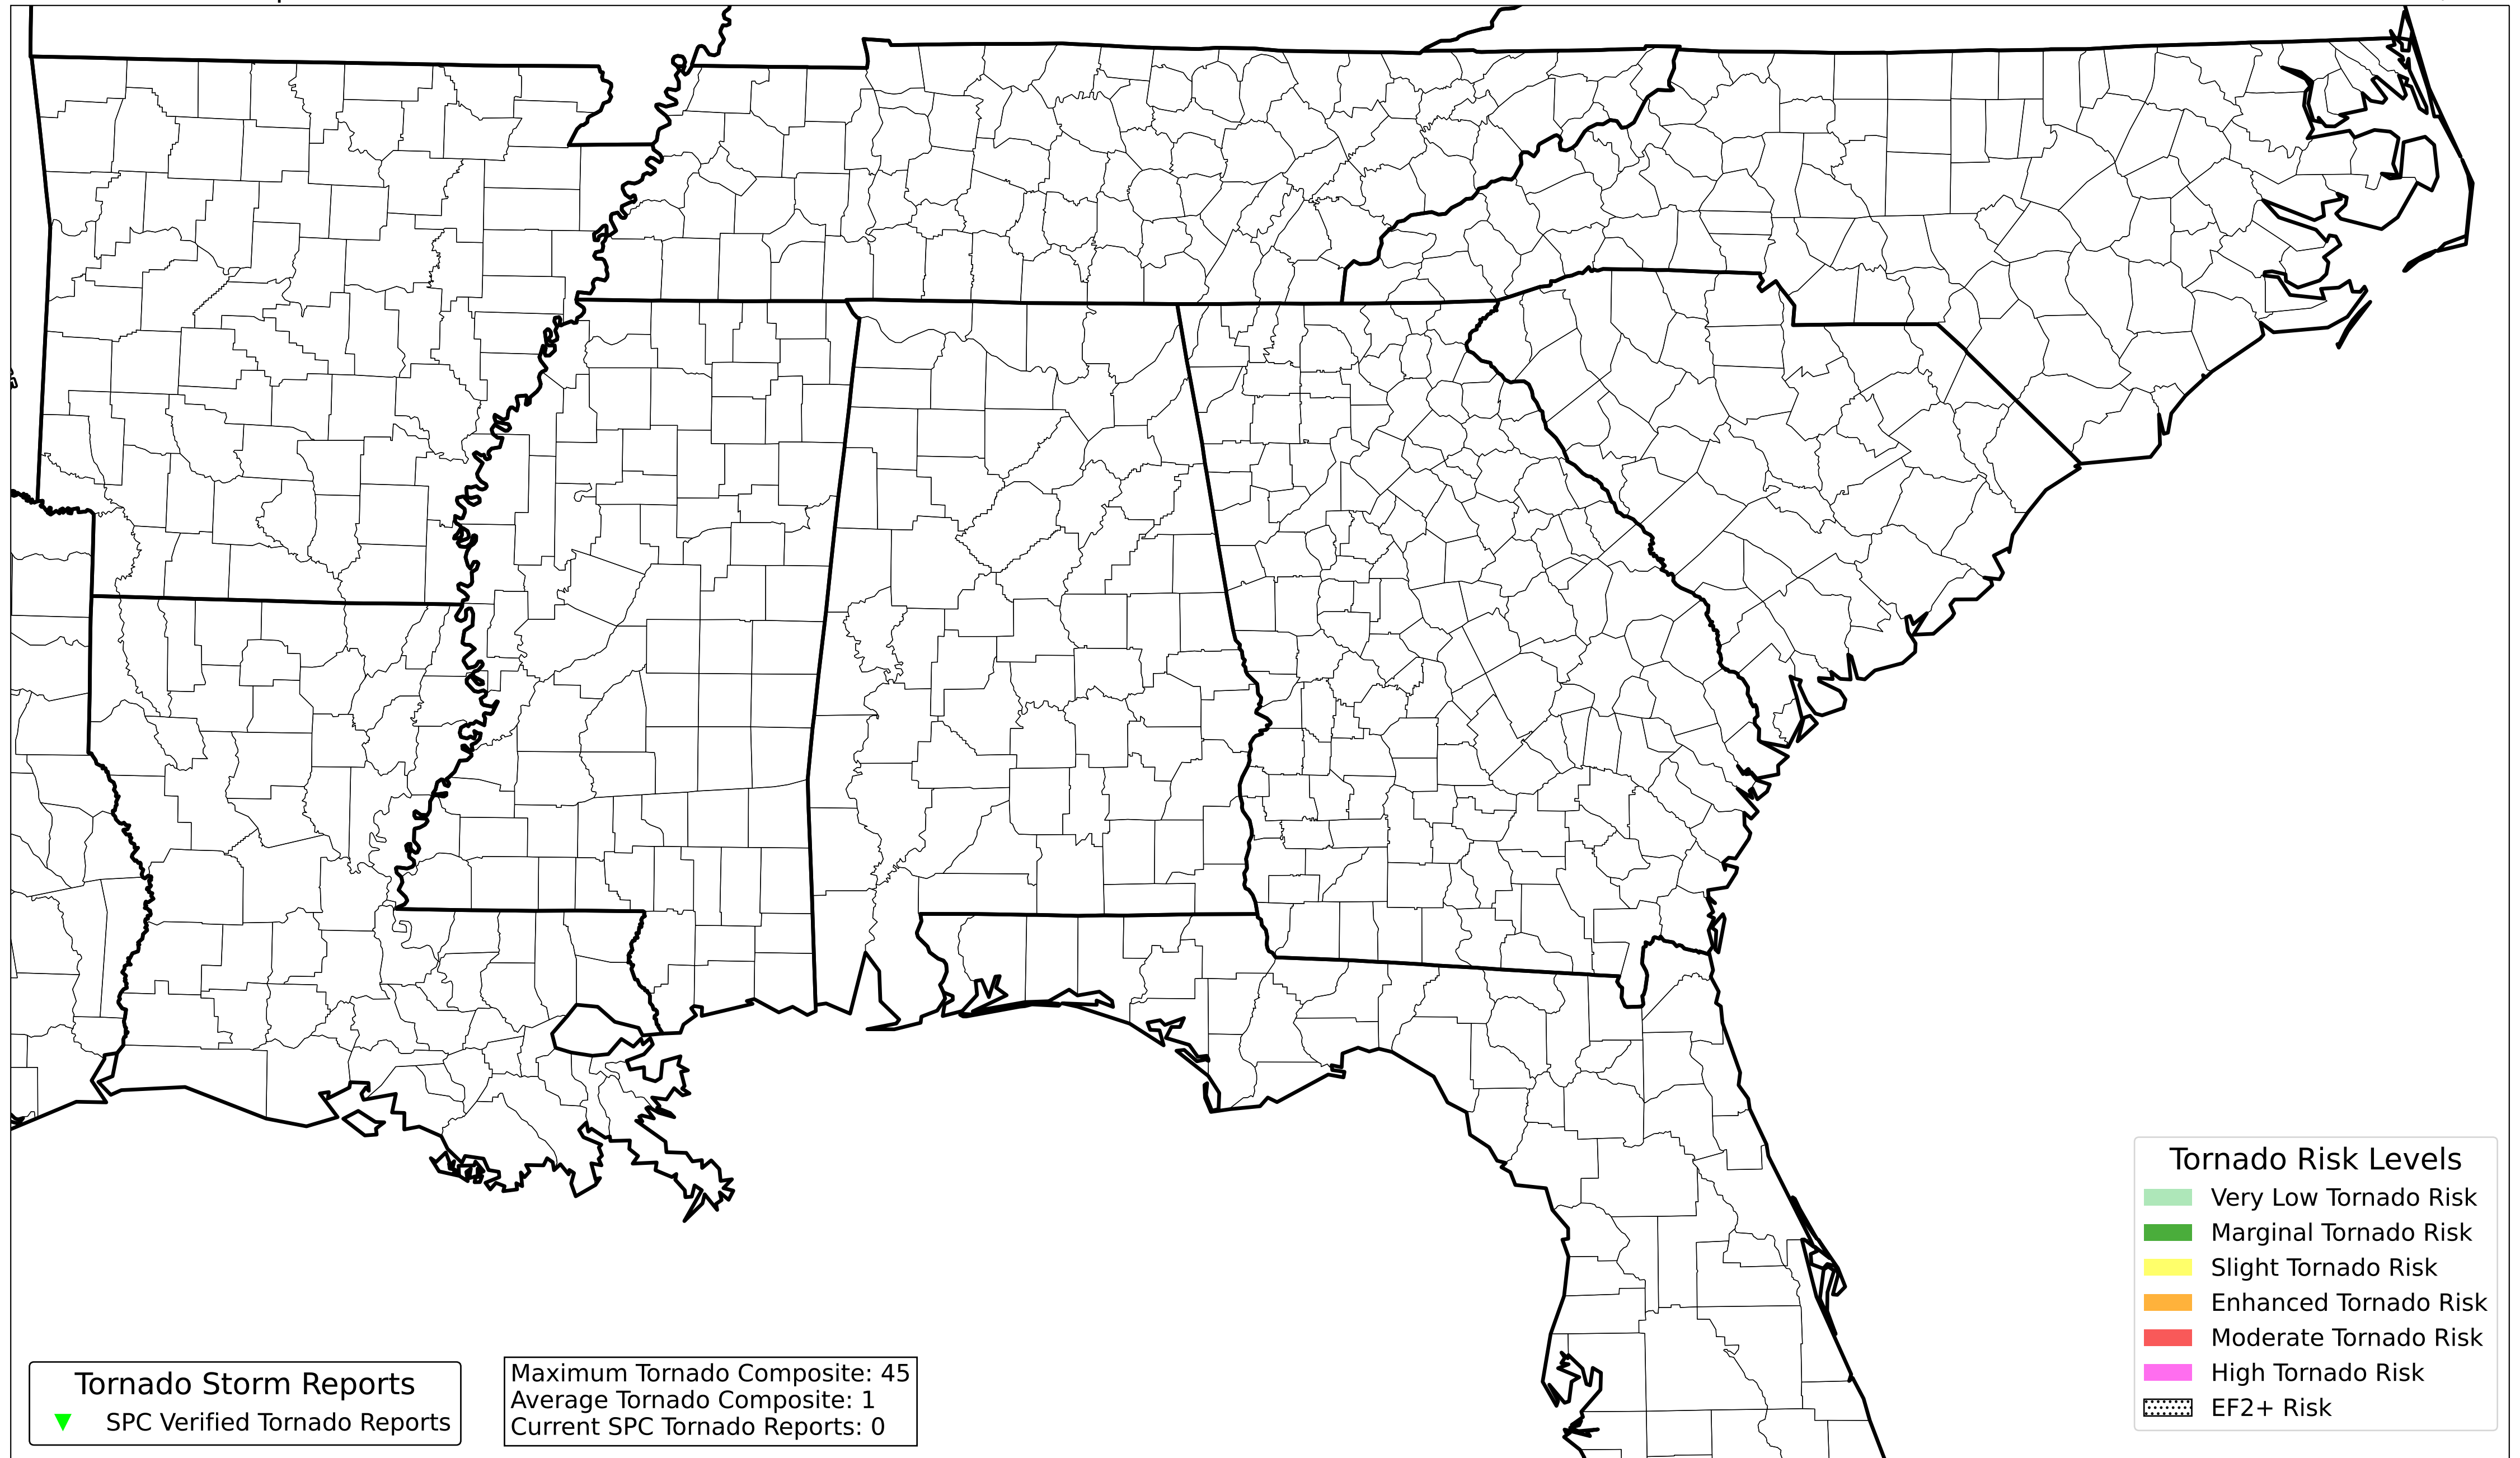 Tornado Risk Levels
Very Low Tornado Risk
Marginal Tornado Risk
Slight Tornado Risk
Enhanced Tornado Risk
Moderate Tornado Risk
High Tornado Risk
EF2+ Risk
Tornado Storm Reports
SPC Verified Tornado Reports
Maximum Tornado Composite: 45
Average Tornado Composite: 1
Current SPC Tornado Reports: 0